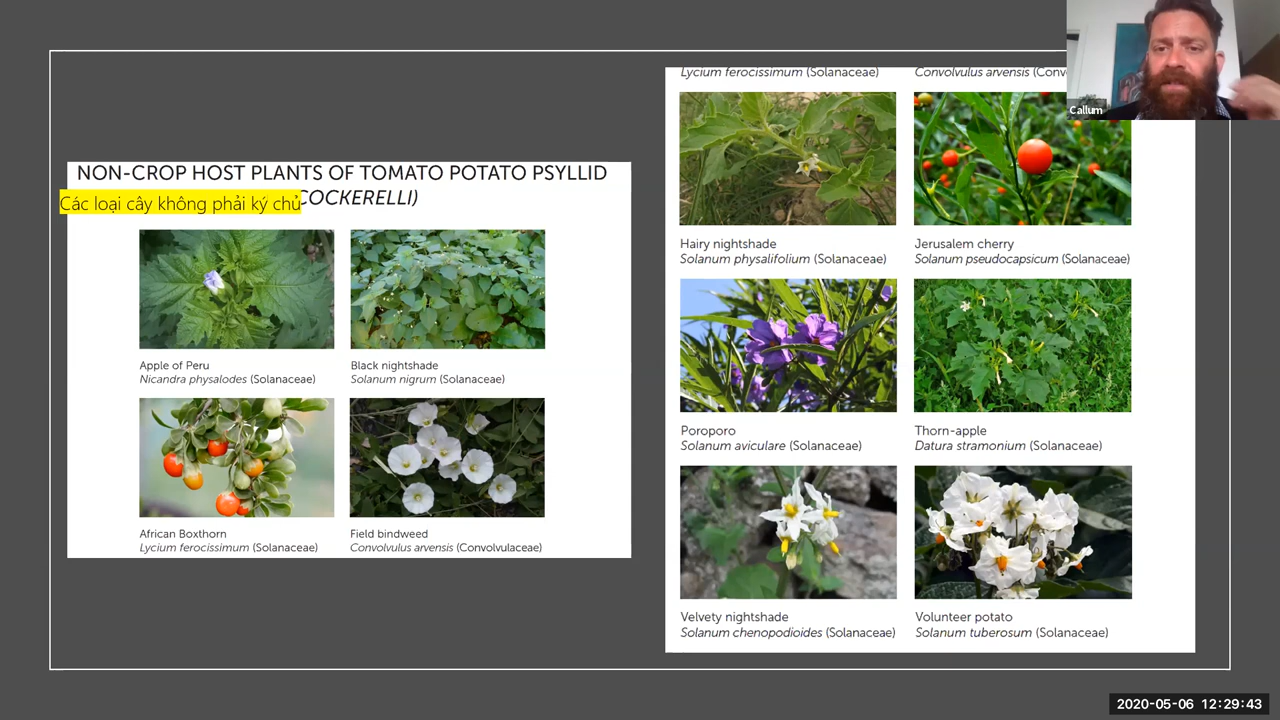 NON-CROP HOST PLANTS OF TOMATO POTATO PSYLLID
Các loại cây không phải ký chủ
COCKERELLI)
Apple of Peru
Nicandra physalodes (Solanaceae)
Black nightshade
Solanum nigrum (Solanaceae)
African Boxthorn
Lycium ferocissimum (Solanaceae)
Field bindweed
Convolvulus arvensis (Convolvulaceae)
Lycium ferocissimum (Solanaceae)
Convolvulus arvensis (Conv
Hairy nightshade
Solanum physalifolium (Solanaceae)
Jerusalem cherry
Solanum pseudocapsicum (Solanaceae)
Poroporo
Solanum aviculare (Solanaceae)
Thorn-apple
Datura stramonium (Solanaceae)
Velvety nightshade
Solanum chenopodioides (Solanaceae)
Volunteer potato
Solanum tuberosum (Solanaceae)
Callum
2020-05-06 12:29:43